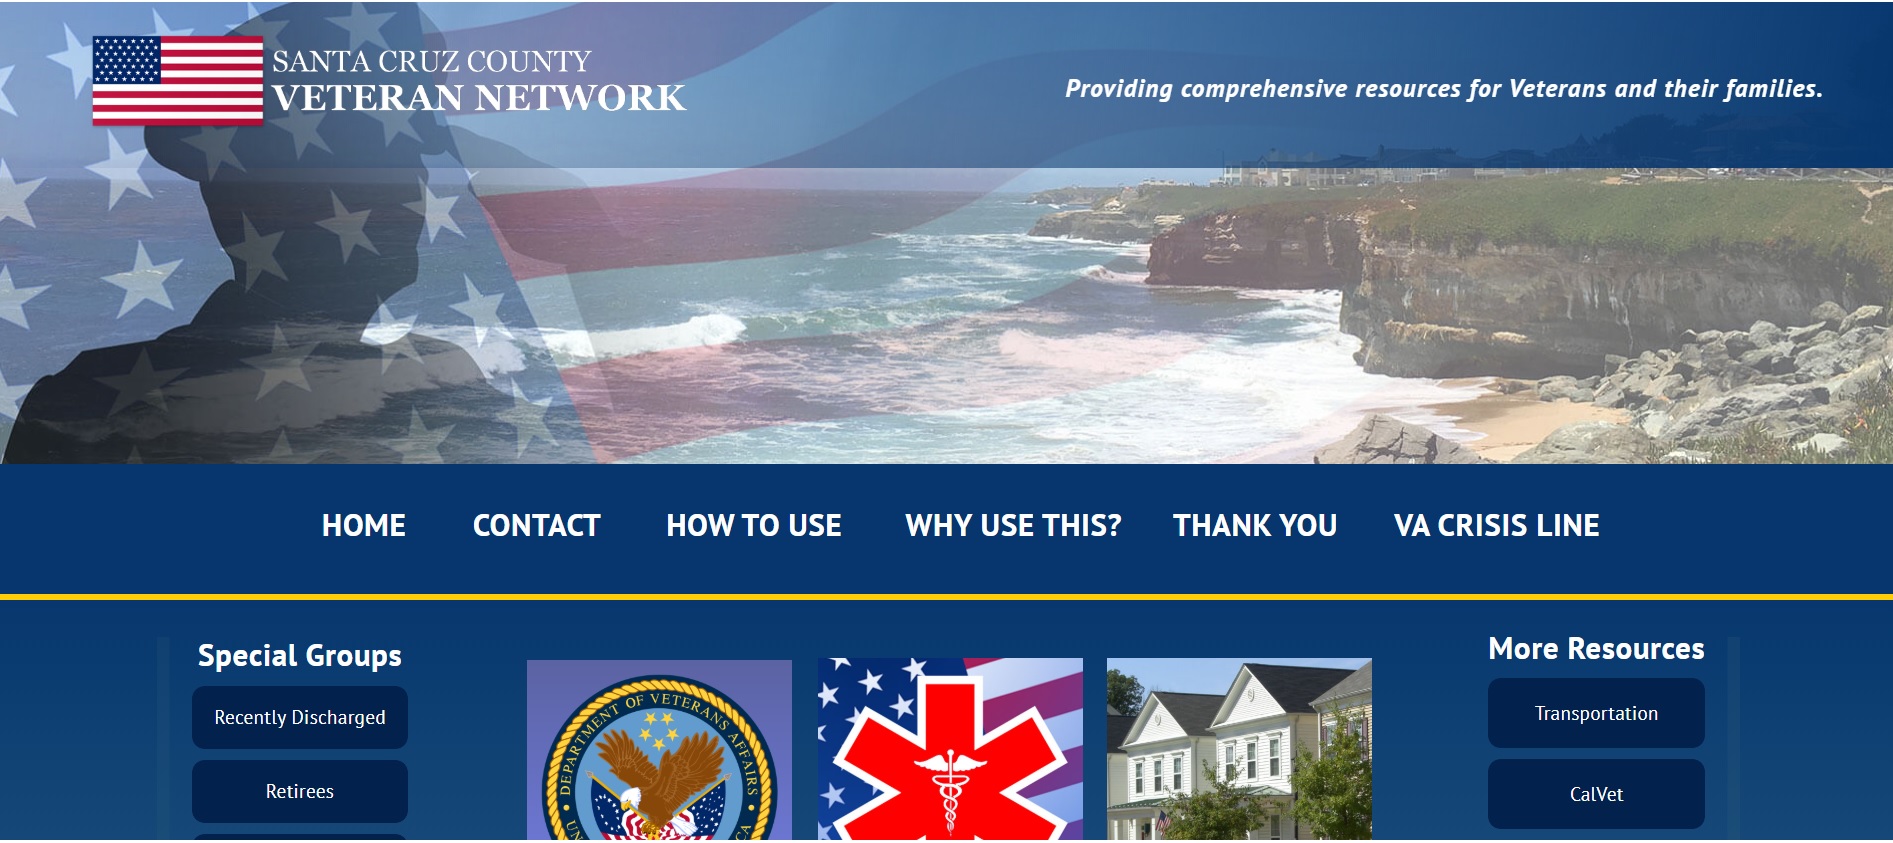 SANTA CRUZ COUNTY
VETERAN NETWORK
Providing comprehensive resources for Veterans and their families.
HOME
CONTACT
HOW TO USE
WHY USE THIS?
THANK YOU
VA CRISIS LINE
Special Groups
Recently Discharged
Retirees
DEPARTMENT OF VETERANS AFFAIRS
More Resources
Transportation
CalVet